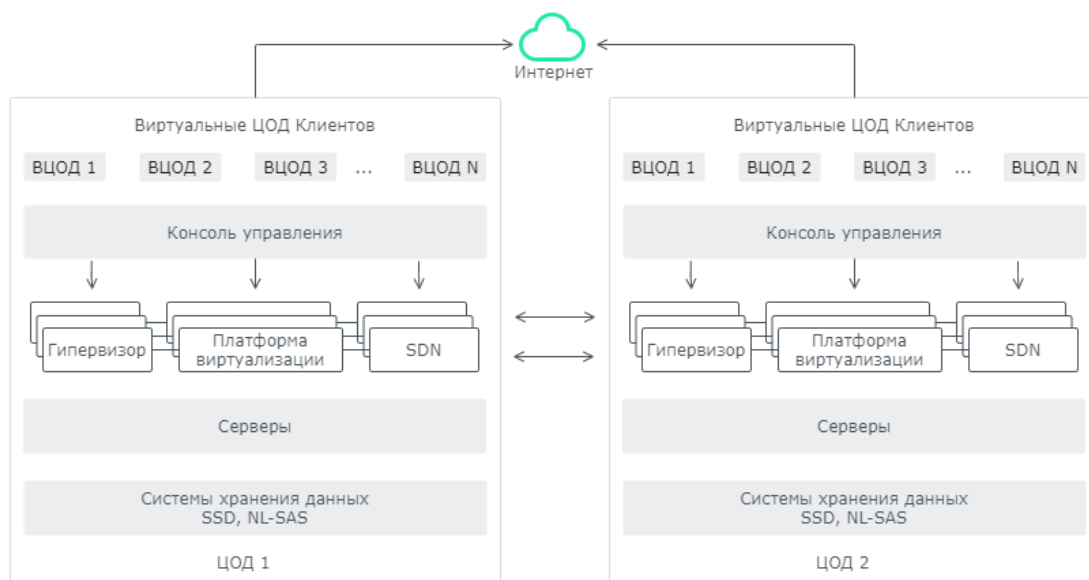 Интернет
Виртуальные ЦОД Клиентов
ВЦОД 1 ВЦОД 2 ВЦОД 3 ... ВЦОД N
Консоль управления
Гипервизор
Платформа
виртуализации
SDN
Серверы
Системы хранения данных
SSD, NL-SAS
ЦОД 1
Виртуальные ЦОД Клиентов
ВЦОД 1 ВЦОД 2 ВЦОД 3 ... ВЦОД N
Консоль управления
Гипервизор
Платформа
виртуализации
SDN
Серверы
Системы хранения данных
SSD, NL-SAS
ЦОД 2